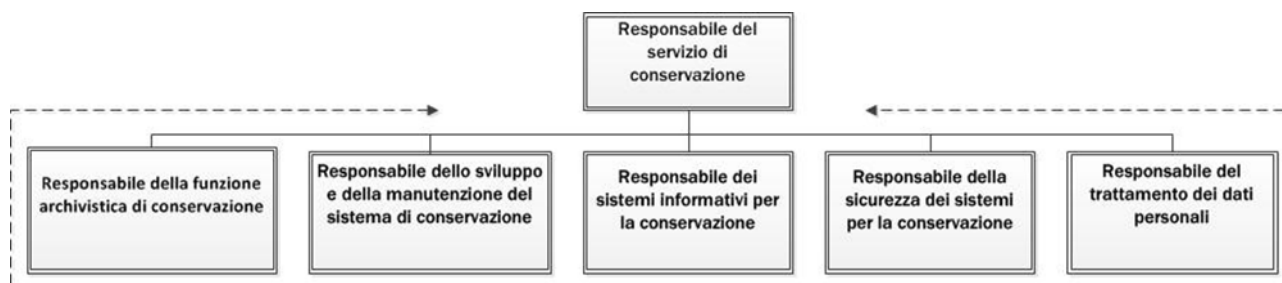 Responsabile del
servizio di
conservazione
Responsabile della funzione
archivistica di conservazione
Responsabile dello sviluppo
e della manutenzione del
sistema di conservazione
Responsabile dei
sistemi informativi per
la conservazione
Responsabile della
sicurezza dei sistemi
per la conservazione
Responsabile del
trattamento dei dati
personali